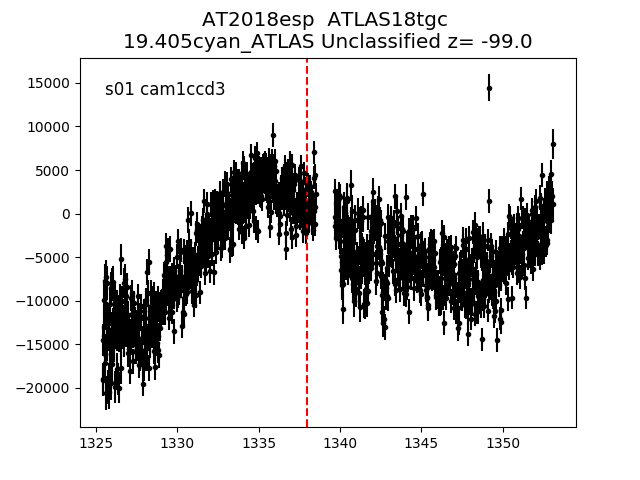 AT2018esp  ATLAS18tgc
19.405cyan_ATLAS Unclassified z= -99.0
s01 cam1ccd3
15000
10000
5000
0
−5000
−10000
−15000
−20000
1325 1330 1335 1340 1345 1350